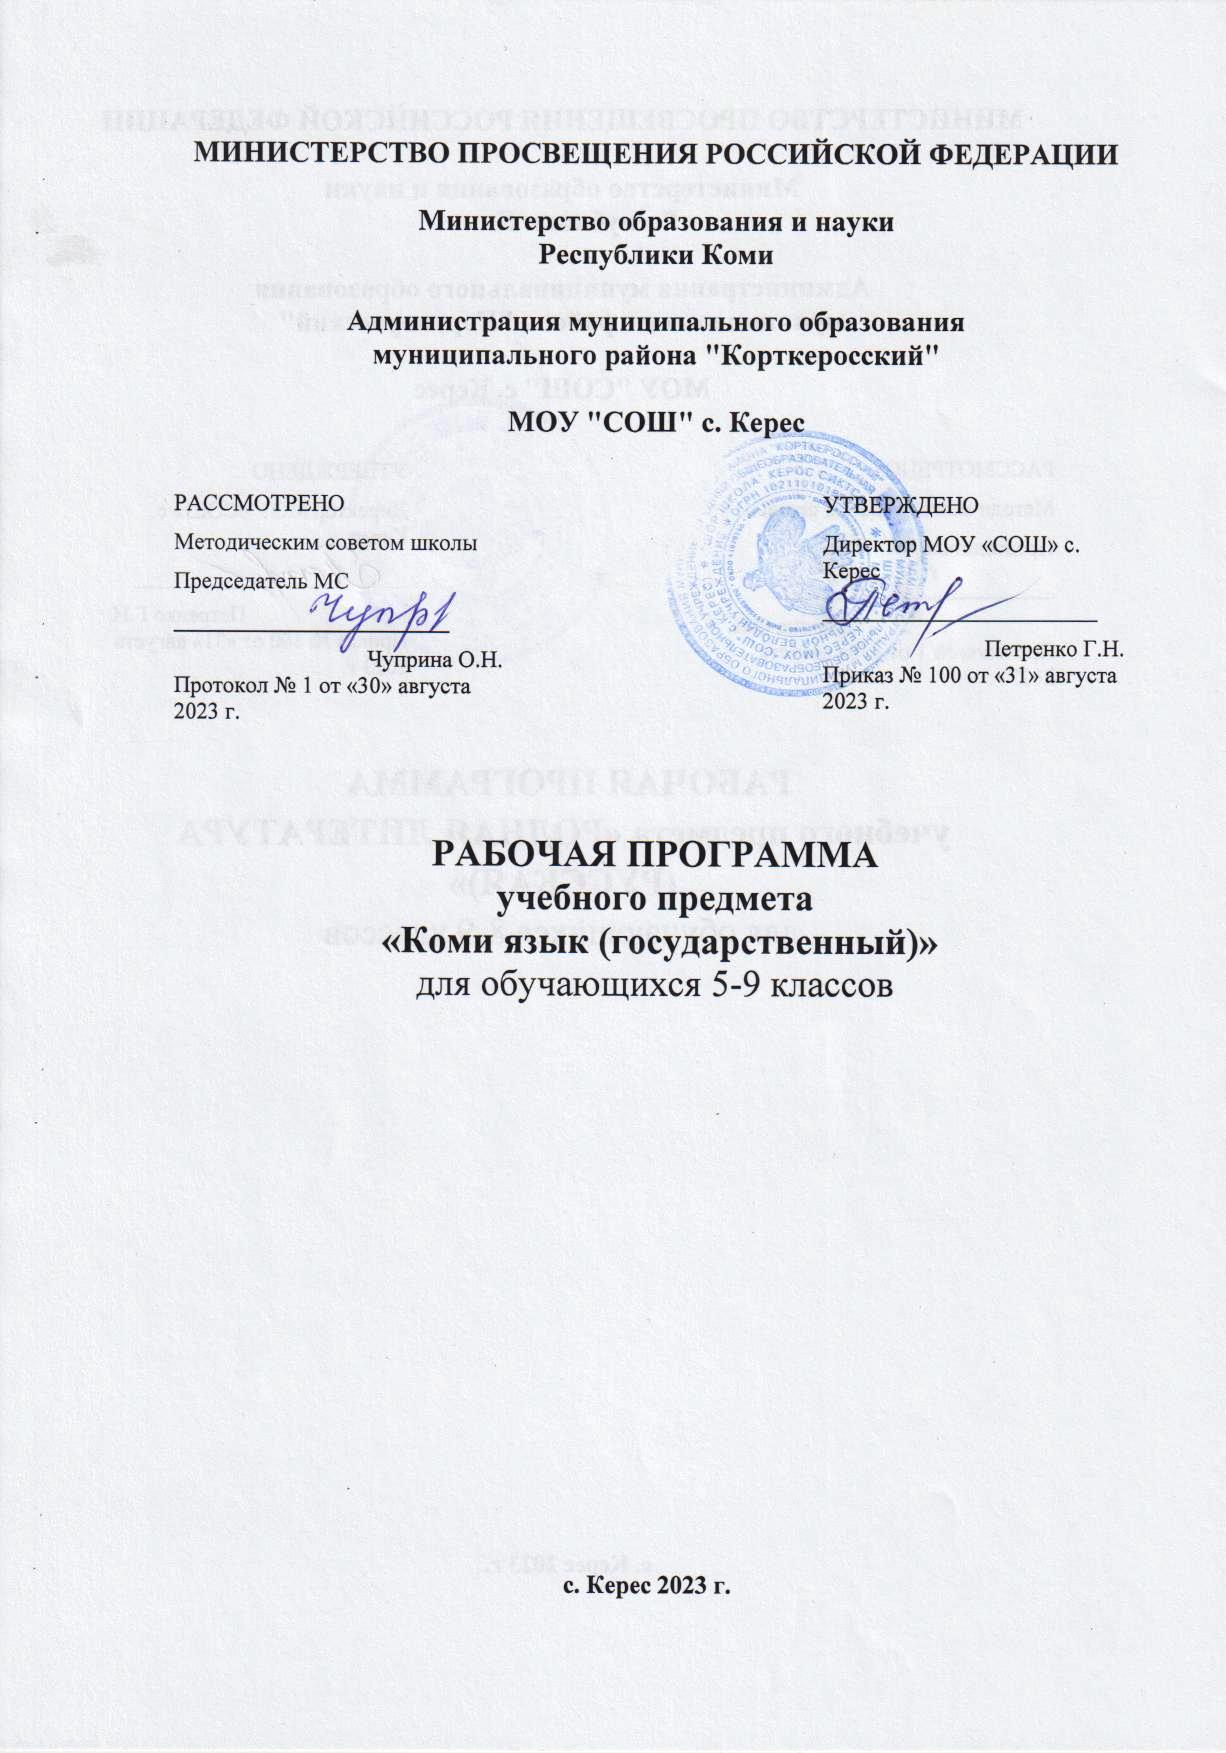 МИНИСТЕРСТВО ПРОСВЕЩЕНИЯ РОССИЙСКОЙ ФЕДЕРАЦИИ
Министерство образования и науки
Республики Коми
Администрация муниципального образования
муниципального района "Корткеросский"
МОУ "СОШ" с. Керес
РАССМОТРЕНО
Методическим советом школы
Председатель МС
Чуприна О.Н.
Протокол № 1 от «30» августа
2023 г.
УТВЕРЖДЕНО
Директор МОУ «СОШ» с.
Керес
Петренко Г.Н.
Приказ № 100 от «31» августа
2023 г.
РАБОЧАЯ ПРОГРАММА
учебного предмета
«Коми язык (государственный)»
для обучающихся 5-9 классов
с. Керес 2023 г.